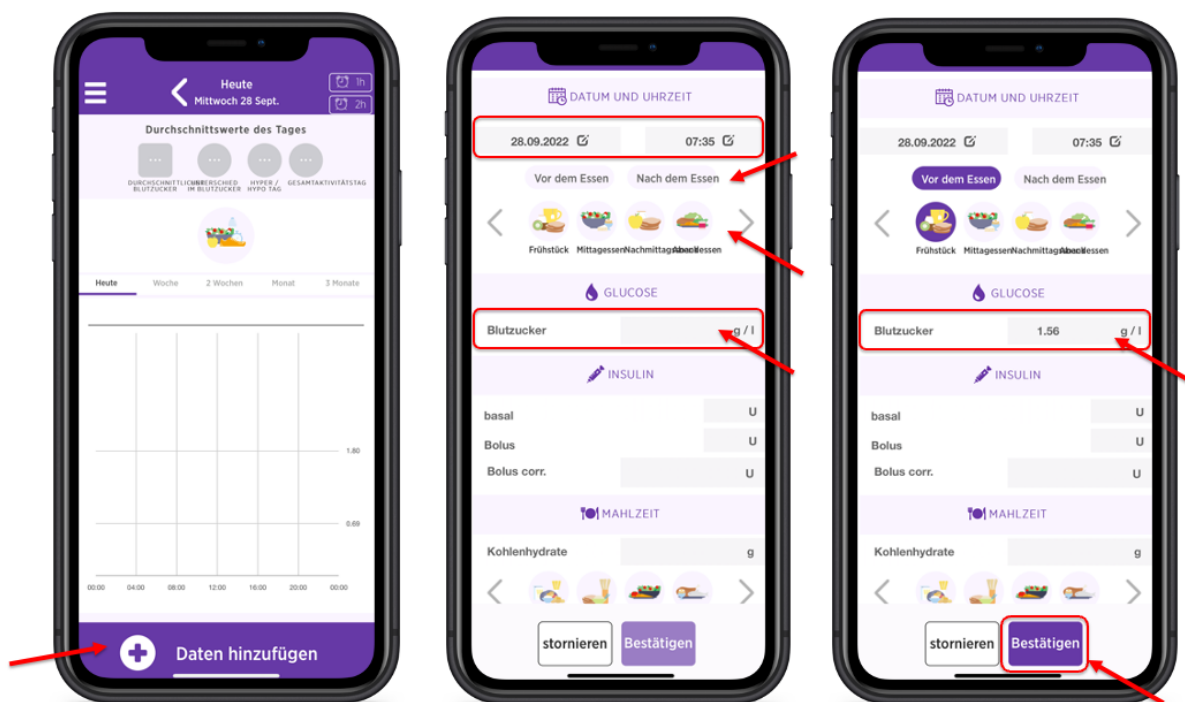 Heute
Mittwoch 28 Sept.
1h
2h
Durchschnittswerte des Tages
...
...
...
...
BLUTZUCKER
IM BLUTZUCKER
HYPER /
HYPO TAG
GESAMTAKTIVITÄTSTAG
Heute Woche 2 Wochen Monat 3 Monate
1.80
0.69
00:00 04:00 08:00 12:00 16:00 20:00 00:00
Daten hinzufügen
DATUM UND UHRZEIT
28.09.2022 07:35
Vor dem Essen Nach dem Essen
Frühstück Mittagessen
GLUCOSE
Blutzucker g / l
INSULIN
basal U
Bolus U
Bolus corr. U
MAHLZEIT
Kohlenhydrate g
stornieren Bestätigen
DATUM UND UHRZEIT
28.09.2022 07:35
Vor dem Essen Nach dem Essen
Frühstück Mittagessen
GLUCOSE
Blutzucker 1.56 g / l
INSULIN
basal U
Bolus U
Bolus corr. U
MAHLZEIT
Kohlenhydrate g
stornieren Bestätigen